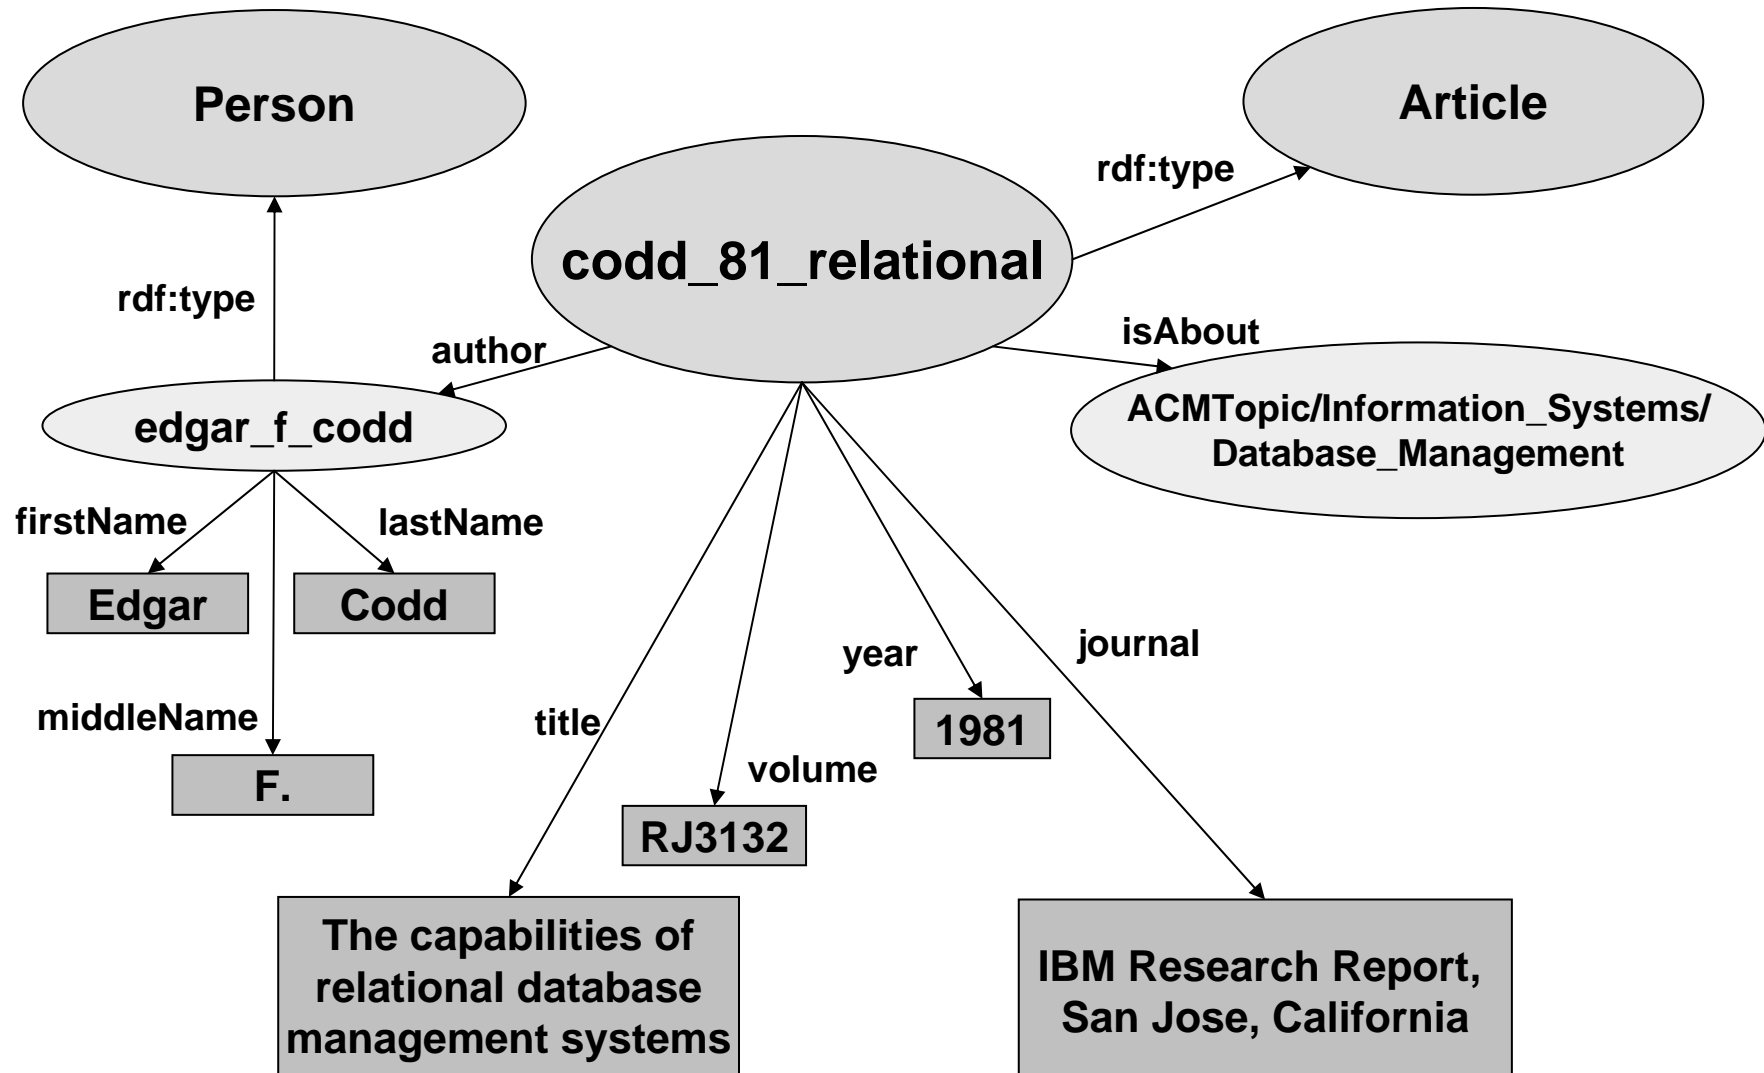 Person
Article
rdf:type
codd_81_relational
rdf:type
isAbout
author
ACMTopic/Information_Systems/
Database_Management
edgar_f_codd
firstName
lastName
Edgar
Codd
journal
year
middleName
title
1981
volume
F.
RJ3132
The capabilities of
relational database
management systems
IBM Research Report,
San Jose, California